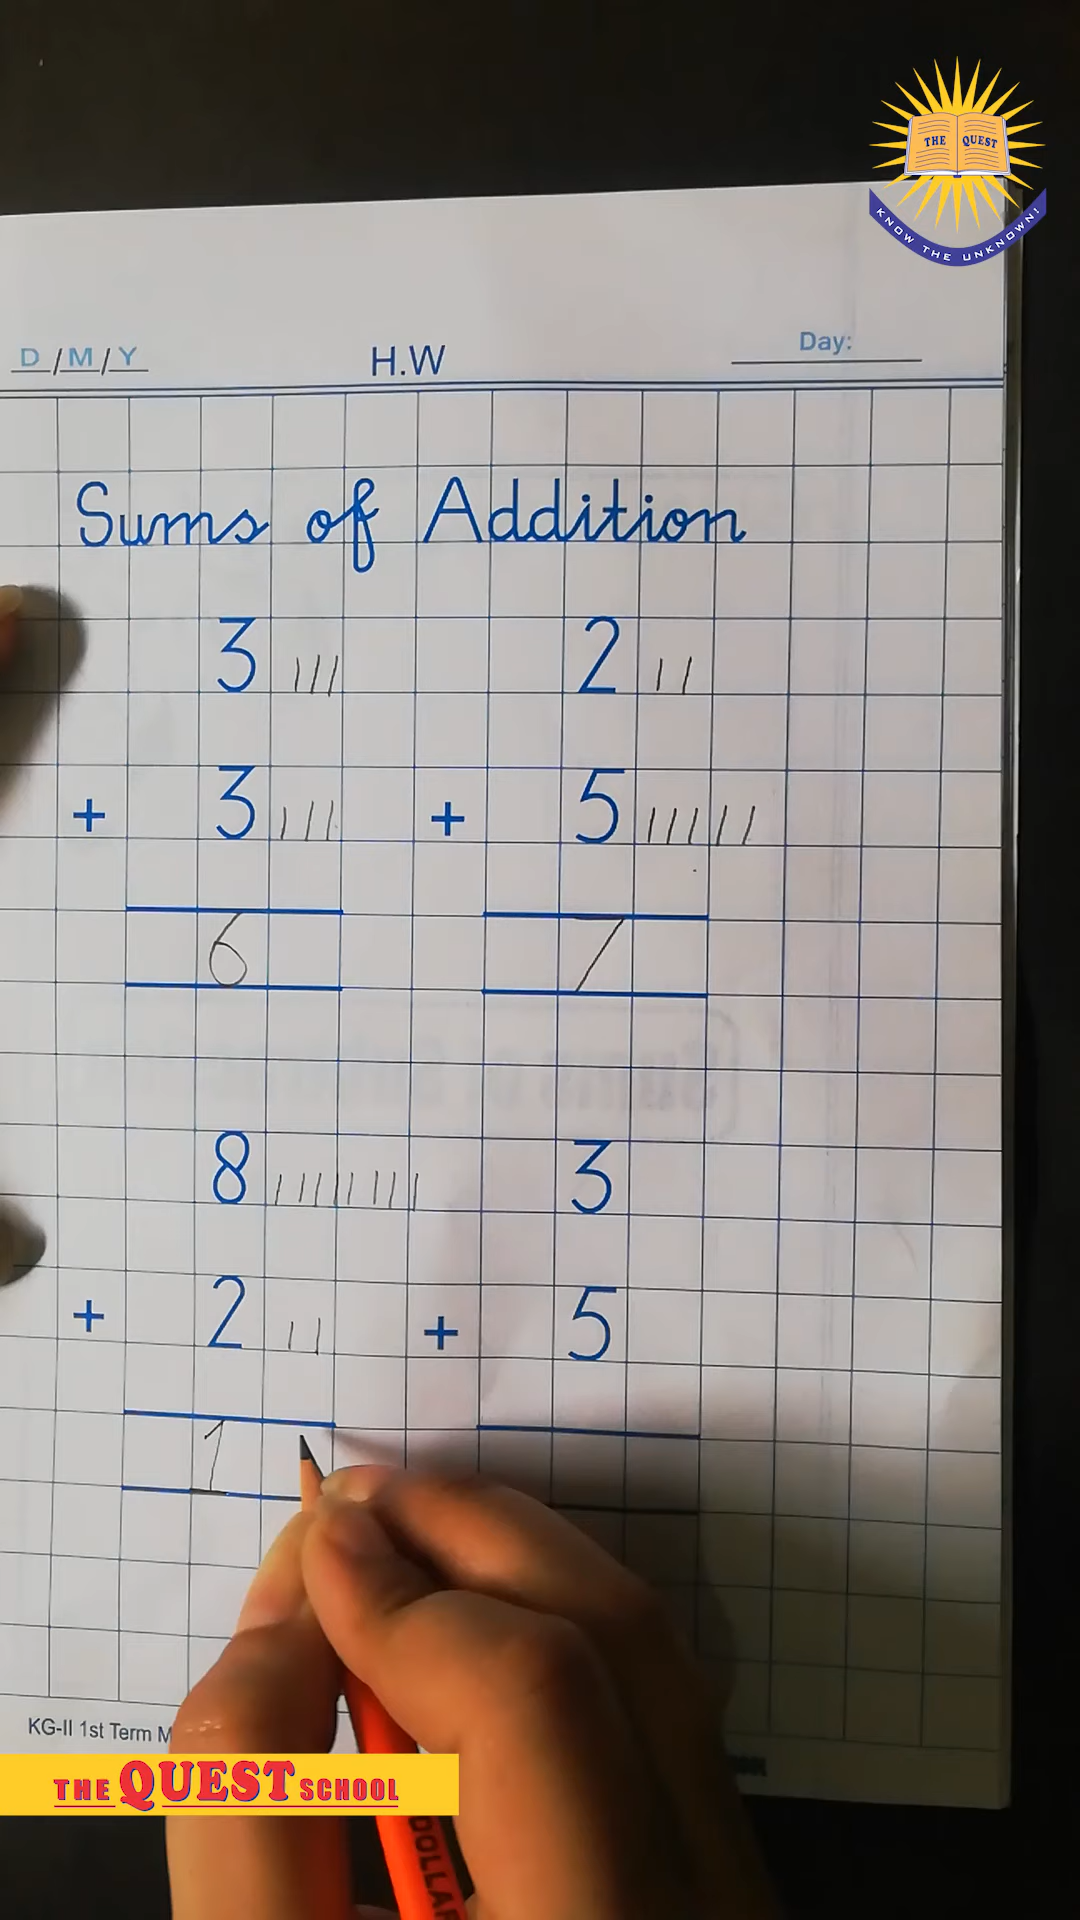 THE QUEST
KNOW THE UNKNOWN!
D/M/Y H.W Day:
Sums of Addition
3 2
+ 3 + 5
6 7
8 3
+ 2 + 5
1
KG-II 1st Term
THE QUEST SCHOOL
DOLLAR